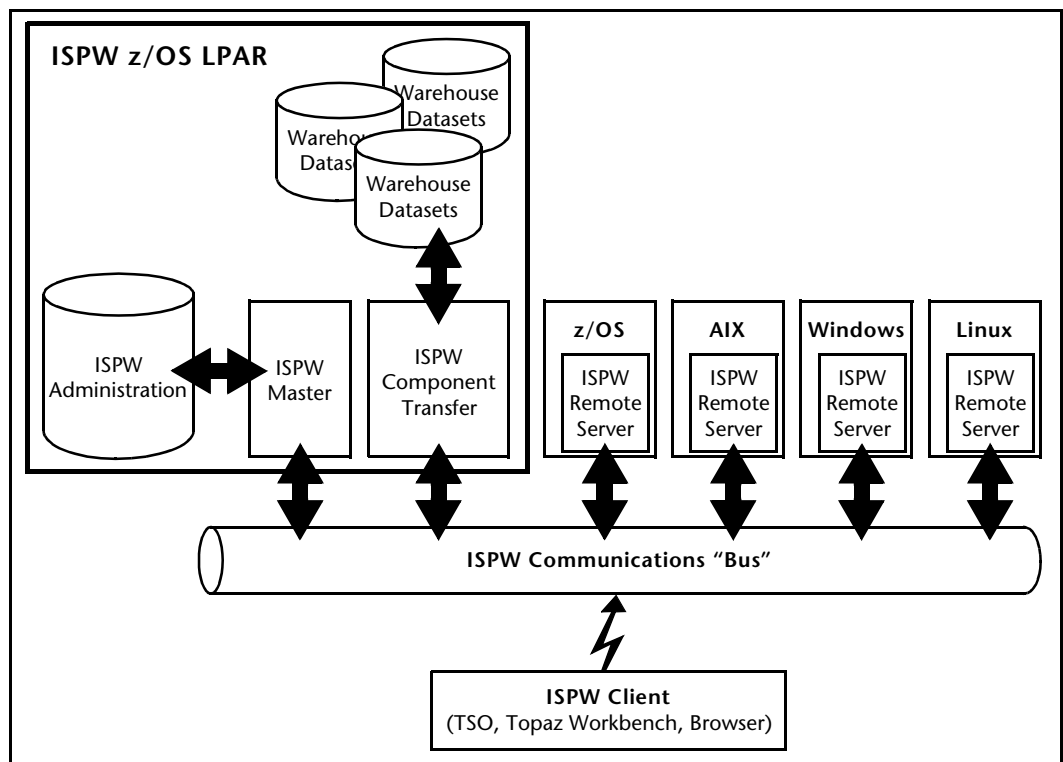 ISPW z/OS LPAR
Warehouse
Datasets
Warehou
Datase
Warehouse
Datasets
ISPW
Administration
ISPW
Master
ISPW
Component
Transfer
z/OS
ISPW
Remote
Server
AIX
ISPW
Remote
Server
Windows
ISPW
Remote
Server
Linux
ISPW
Remote
Server
ISPW Communications “Bus”
ISPW Client
(TSO, Topaz Workbench, Browser)